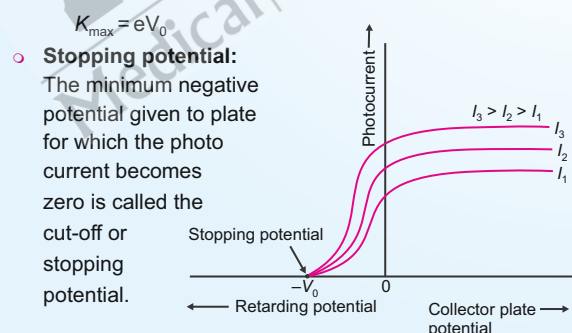 K_max = eV_0
Stopping potential:
The minimum negative
potential given to plate
for which the photo
current becomes
zero is called the
cut-off or
stopping
potential.
Photocurrent
I_3 > I_2 > I_1
I_3
I_2
I_1
Stopping potential
–V_0
0
Retarding potential
Collector plate
potential
Medical